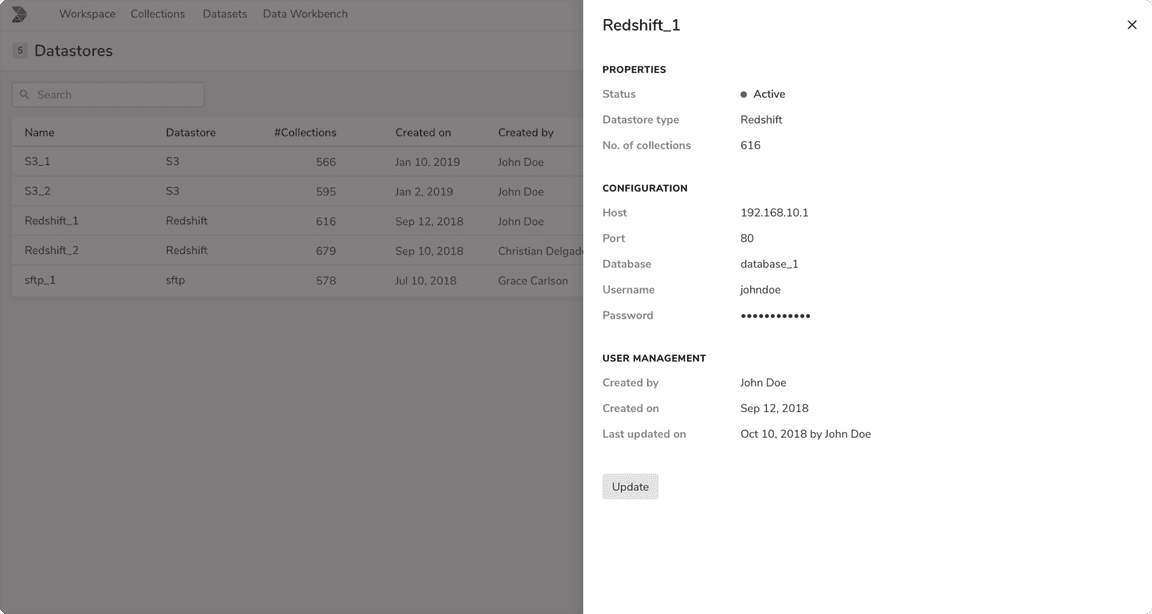 Workspace Collections Datasets Data Workbench
5 Datastores
Search
Name Datastore #Collections Created on Created by
S3_1 S3 566 Jan 10, 2019 John Doe
S3_2 S3 595 Jan 2, 2019 John Doe
Redshift_1 Redshift 616 Sep 12, 2018 John Doe
Redshift_2 Redshift 679 Sep 10, 2018 Christian Delgad
sftp_1 sftp 578 Jul 10, 2018 Grace Carlson
Redshift_1
PROPERTIES
Status Active
Datastore type Redshift
No. of collections 616
CONFIGURATION
Host 192.168.10.1
Port 80
Database database_1
Username johndoe
Password ••••••••••••
USER MANAGEMENT
Created by John Doe
Created on Sep 12, 2018
Last updated on Oct 10, 2018 by John Doe
Update